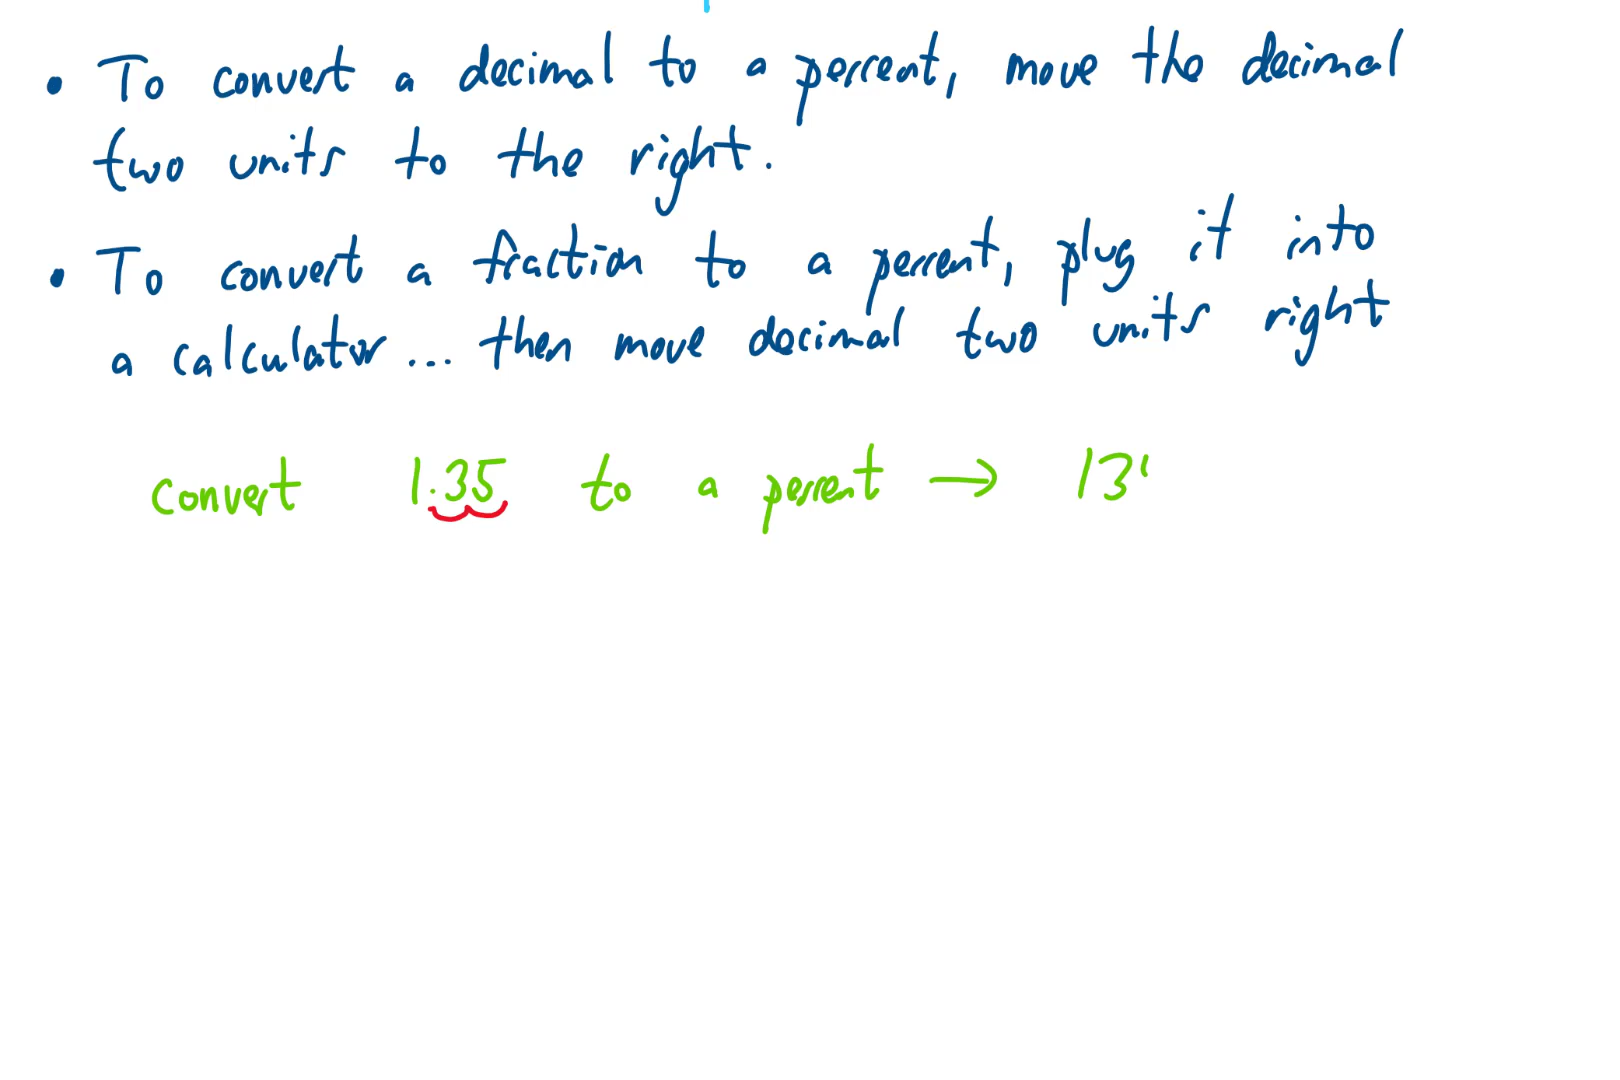 • To convert a decimal to a percent, move the decimal
two units to the right.
• To convert a fraction to a percent, plug it into
a calculator... then move decimal two units right
Convert 1.35 to a percent → 13